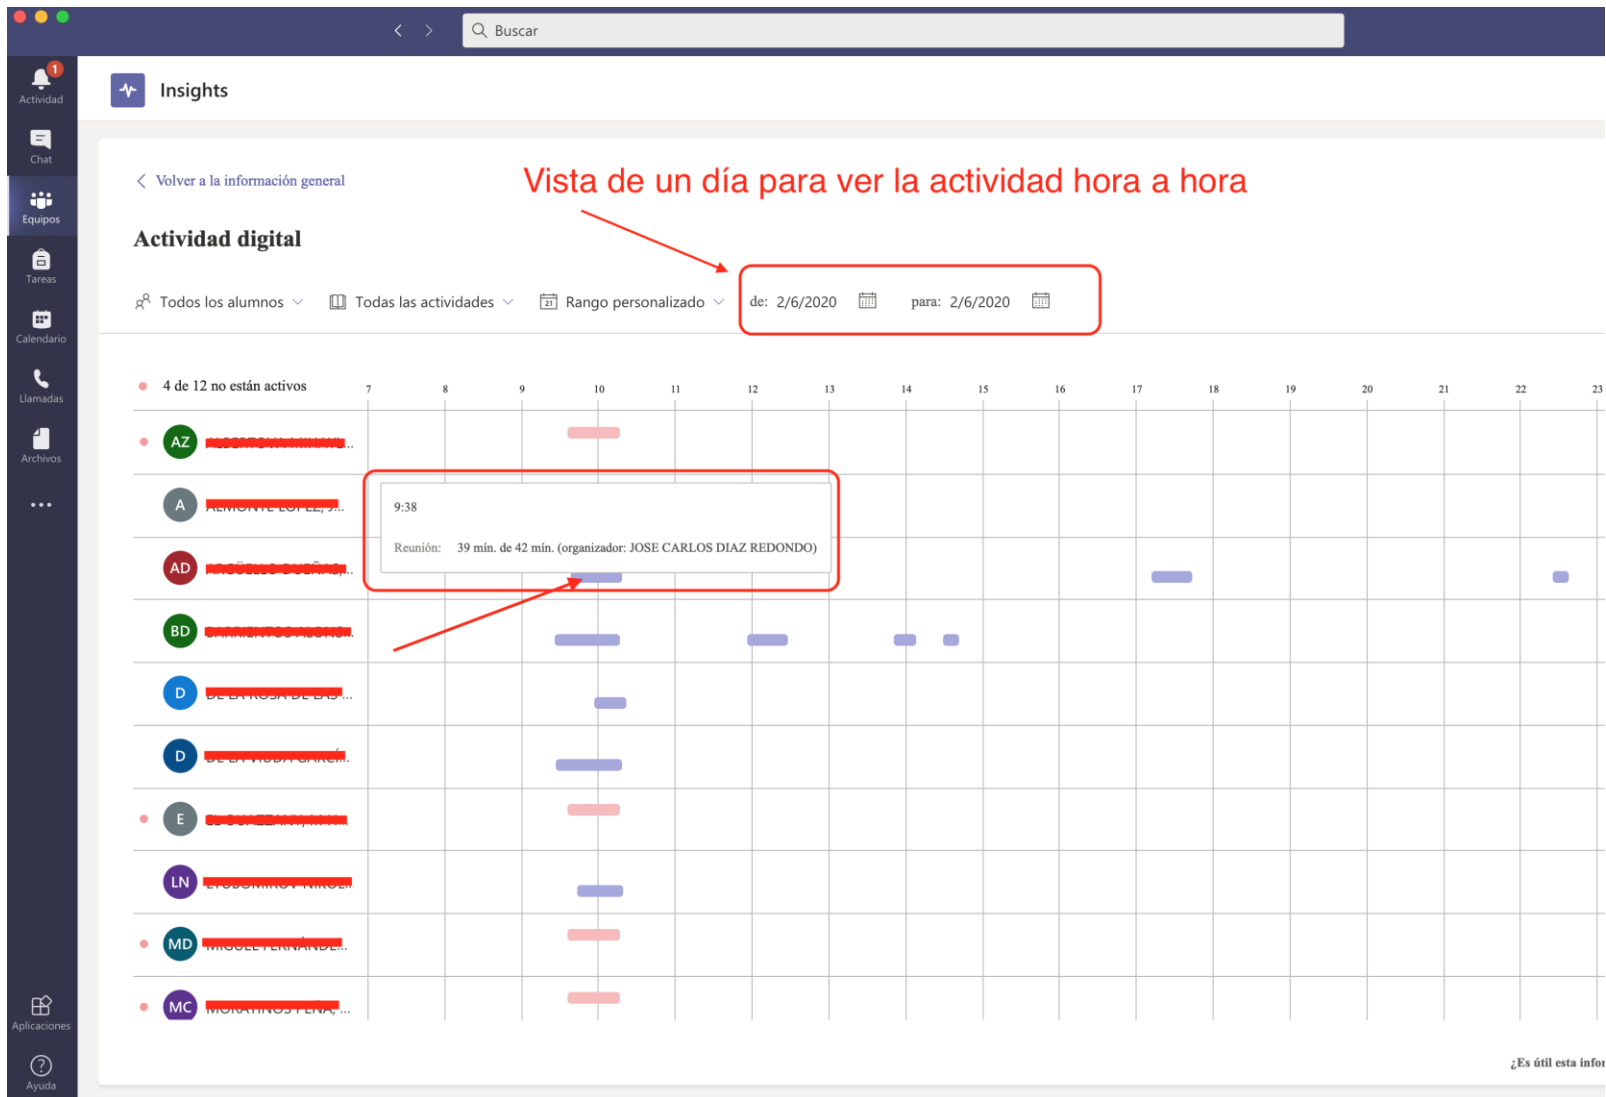 Buscar
1
Actividad
Chat
Equipos
Tareas
Calendario
Llamadas
Archivos
Aplicaciones
Ayuda
Insights
Volver a la información general
Vista de un día para ver la actividad hora a hora
Actividad digital
Todos los alumnos
Todas las actividades
21 Rango personalizado
de: 2/6/2020
para: 2/6/2020
4 de 12 no están activos
7 8 9 10 11 12 13 14 15 16 17 18 19 20 21 22 23
AZ
A
9:38
Reunión: 39 mín. de 42 mín. (organizador: JOSE CARLOS DIAZ REDONDO)
AD
BD
D
D
E
LN
MD
MC
¿Es útil esta infor